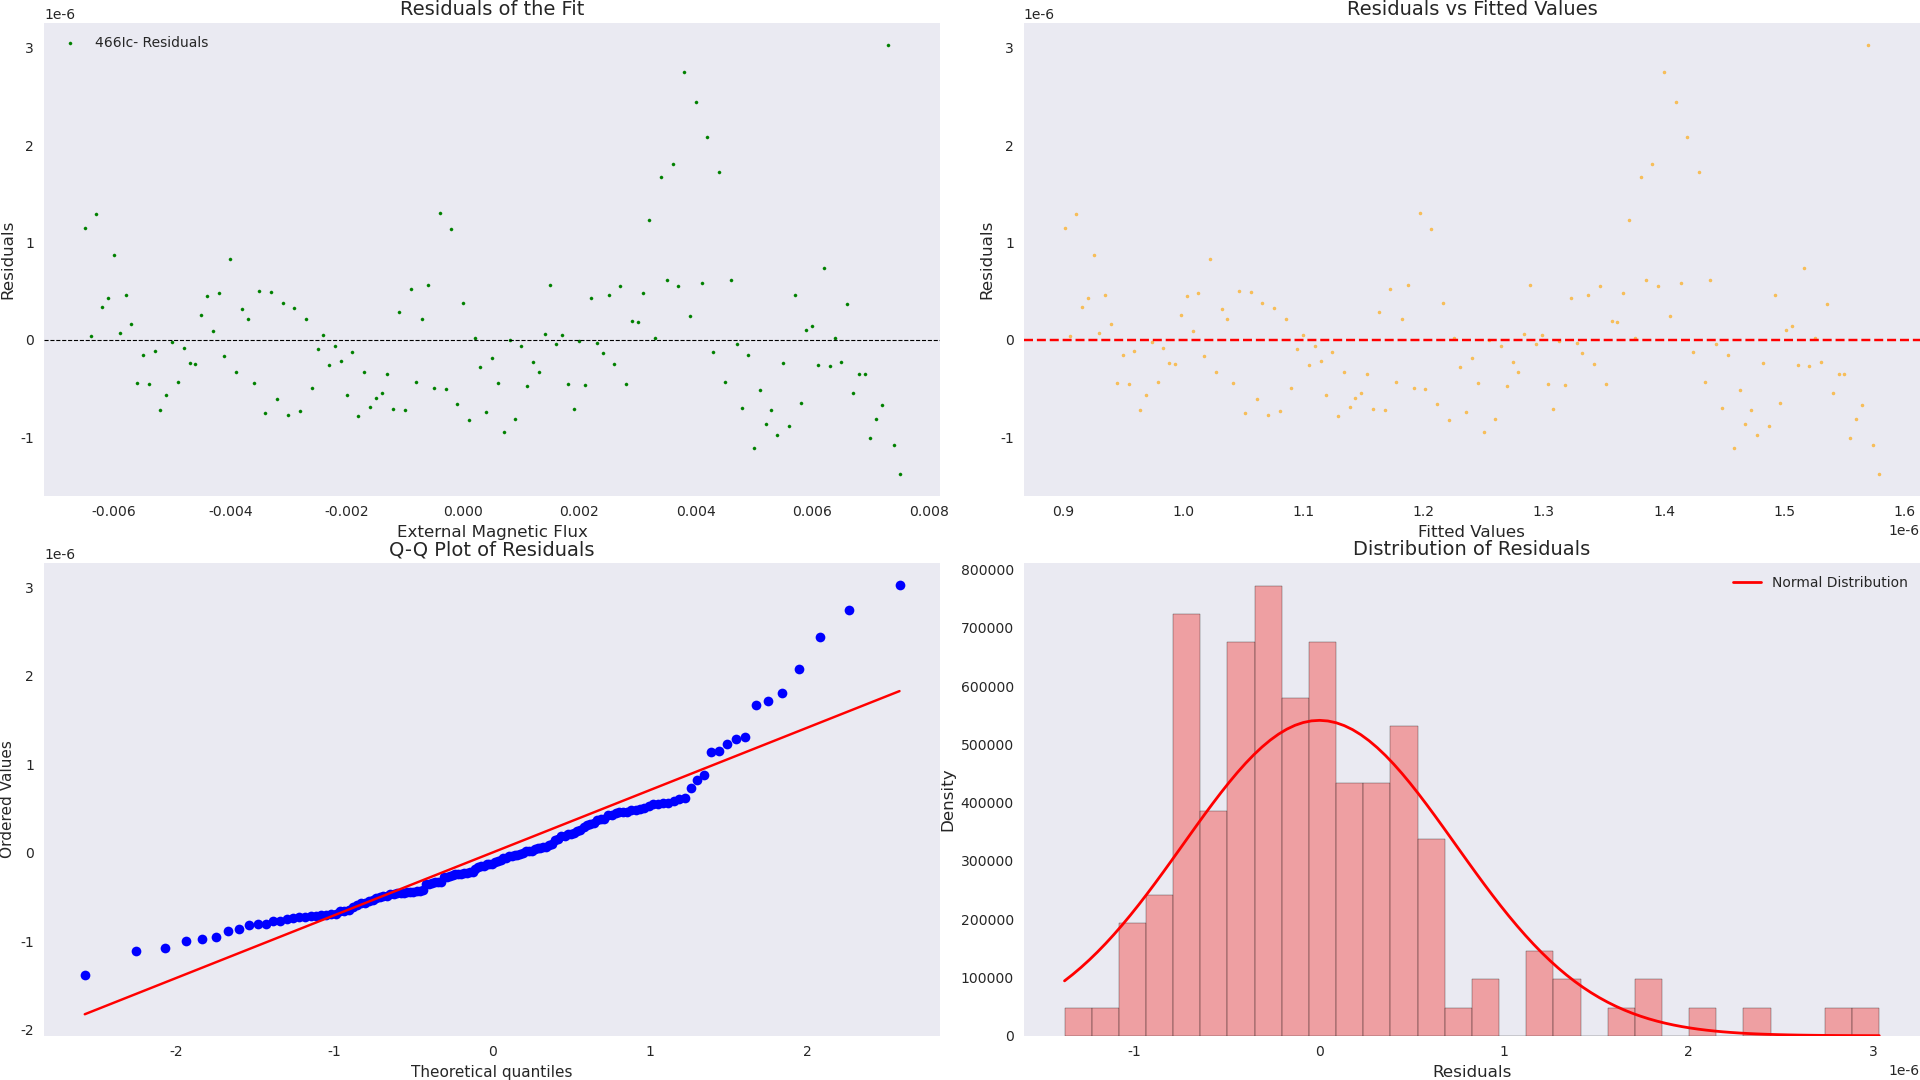 Residuals of the Fit
1e-6
466Ic- Residuals
Residuals
3
2
1
0
-1
-0.006 -0.004 -0.002 0.000 0.002 0.004 0.006 0.008
External Magnetic Flux
Residuals vs Fitted Values
1e-6
Residuals
3
2
1
0
-1
0.9 1.0 1.1 1.2 1.3 1.4 1.5 1.6
Fitted Values
1e-6
Q-Q Plot of Residuals
1e-6
Ordered Values
3
2
1
0
-1
-2
-2 -1 0 1 2
Theoretical quantiles
Distribution of Residuals
Normal Distribution
Density
800000
700000
600000
500000
400000
300000
200000
100000
0
-1 0 1 2 3
Residuals
1e-6